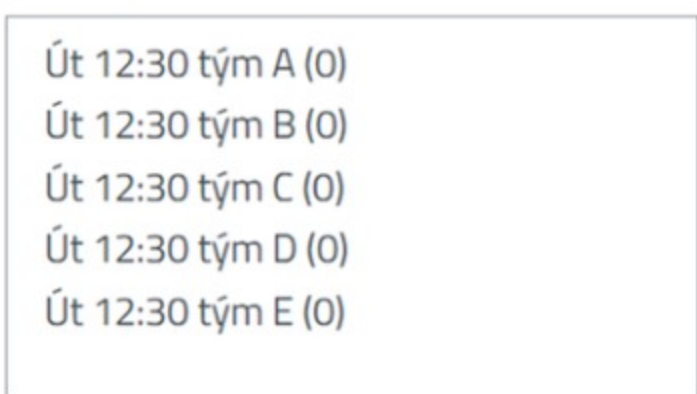 Út 12:30 tým A (0)
Út 12:30 tým B (0)
Út 12:30 tým C (0)
Út 12:30 tým D (0)
Út 12:30 tým E (0)